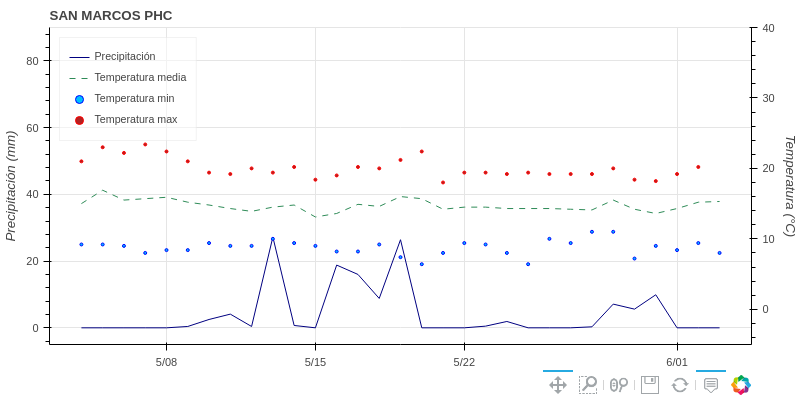 SAN MARCOS PHC
Precipitación
Temperatura media
Temperatura min
Temperatura max
Precipitación (mm)
80
60
40
20
0
Temperatura (°C)
40
30
20
10
0
5/08
5/15
5/22
6/01